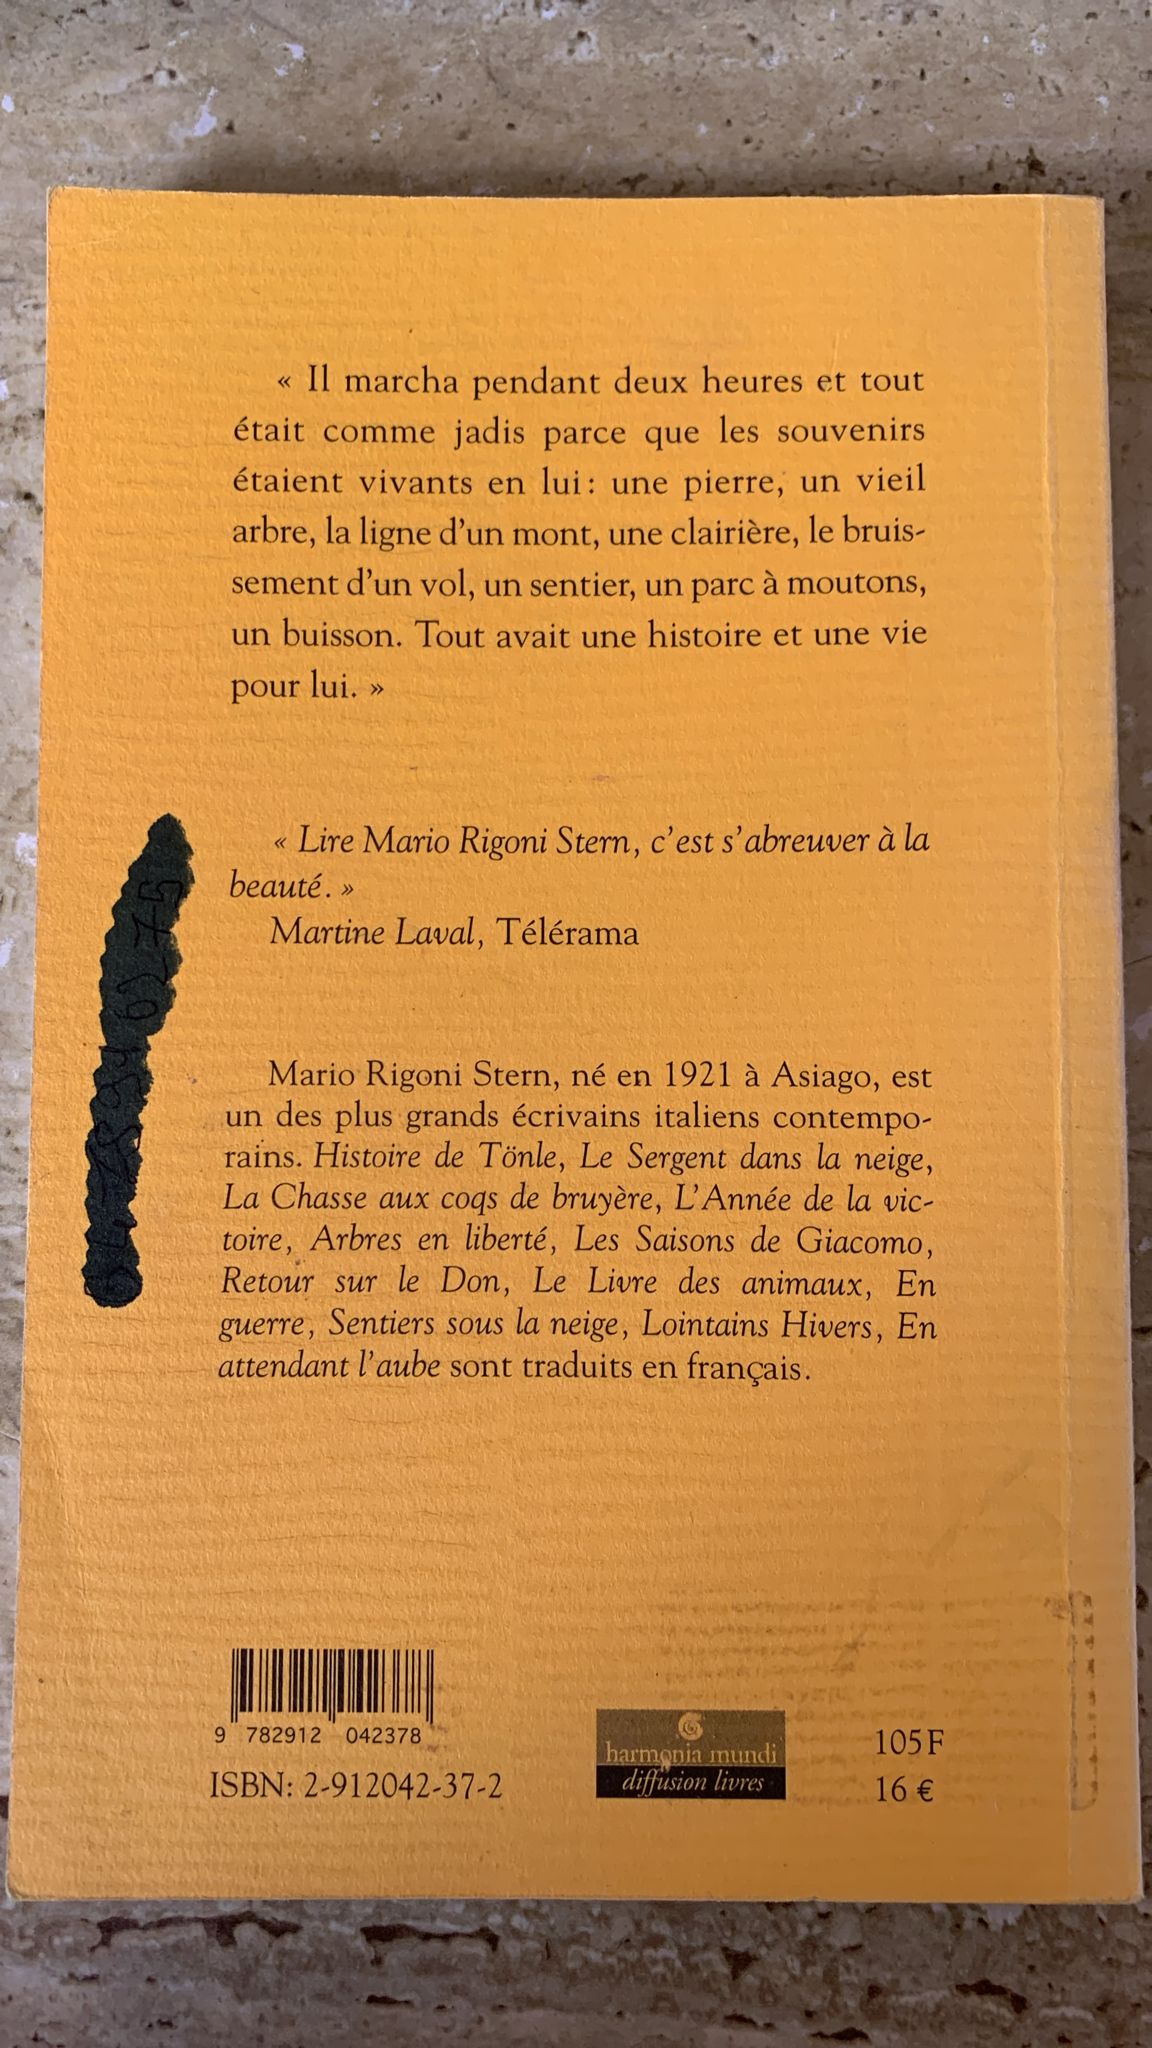 « Il marcha pendant deux heures et tout
était comme jadis parce que les souvenirs
étaient vivants en lui : une pierre, un vieil
arbre, la ligne d'un mont, une clairière, le bruis-
sement d'un vol, un sentier, un parc à moutons,
un buisson. Tout avait une histoire et une vie
pour lui. »
« Lire Mario Rigoni Stern, c'est s'abreuver à la
beauté. »
Martine Laval, Télérama
Mario Rigoni Stern, né en 1921 à Asiago, est
un des plus grands écrivains italiens contempo-
rains. Histoire de Tönle, Le Sergent dans la neige,
La Chasse aux coqs de bruyère, L'Année de la vic-
toire, Arbres en liberté, Les Saisons de Giacomo,
Retour sur le Don, Le Livre des animaux, En
guerre, Sentiers sous la neige, Lointains Hivers, En
attendant l'aube sont traduits en français.
9 782912 042378
ISBN: 2-912042-37-2
harmonia mundi
diffusion livres
105 F
16 €